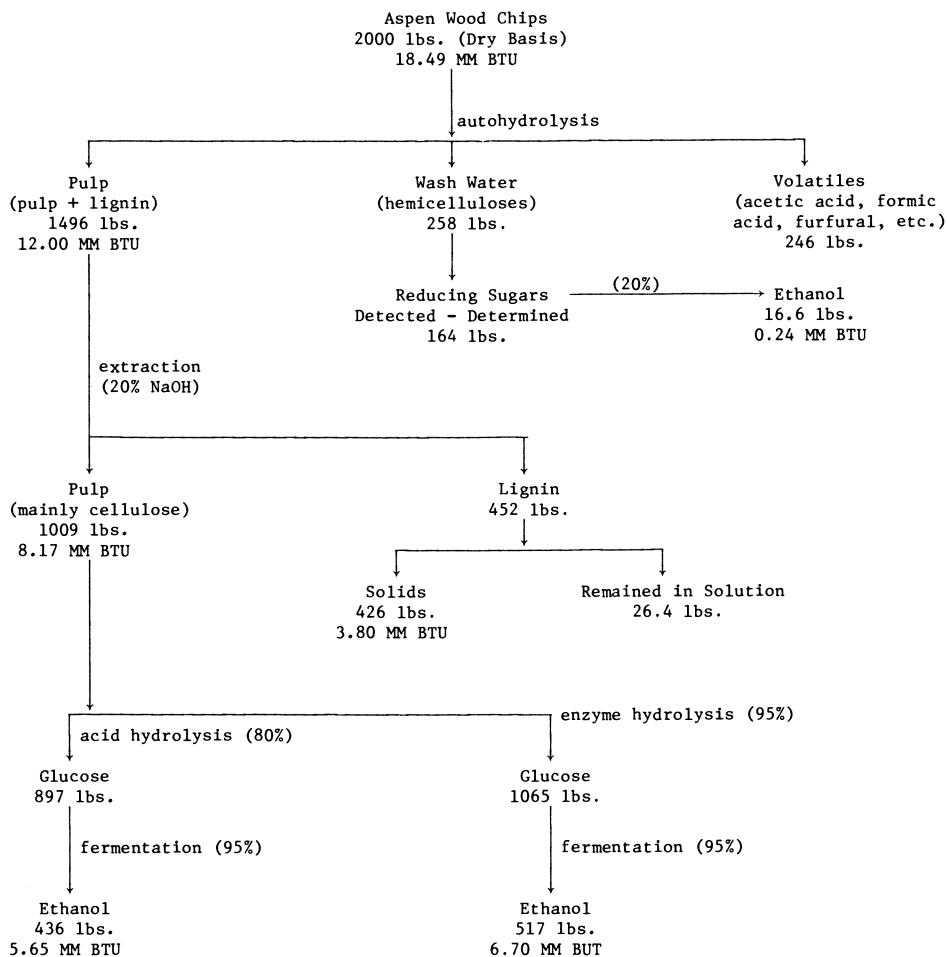 Aspen Wood Chips
2000 lbs. (Dry Basis)
18.49 MM BTU
autohydrolysis
Pulp
(pulp + lignin)
1496 lbs.
12.00 MM BTU
Wash Water
(hemicelluloses)
258 lbs.
Volatiles
(acetic acid, formic
acid, furfural, etc.)
246 lbs.
Reducing Sugars
Detected - Determined
164 lbs.
(20%)
Ethanol
16.6 lbs.
0.24 MM BTU
extraction
(20% NaOH)
Pulp
(mainly cellulose)
1009 lbs.
8.17 MM BTU
Lignin
452 lbs.
Solids
426 lbs.
3.80 MM BTU
Remained in Solution
26.4 lbs.
acid hydrolysis (80%)
enzyme hydrolysis (95%)
Glucose
897 lbs.
Glucose
1065 lbs.
fermentation (95%)
fermentation (95%)
Ethanol
436 lbs.
5.65 MM BTU
Ethanol
517 lbs.
6.70 MM BUT